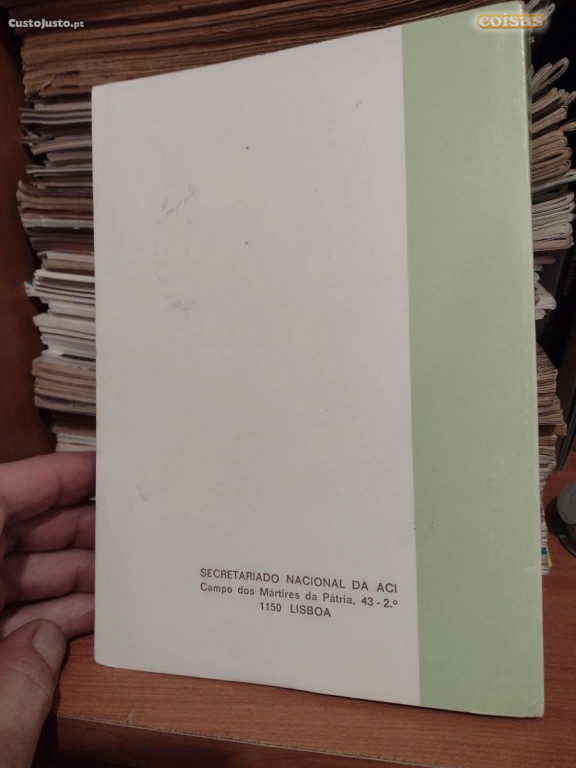 CustoJusto.pt
coisas
SECRETARIADO NACIONAL DA ACI
Campo dos Mártires da Pátria, 43 - 2.º
1150 LISBOA